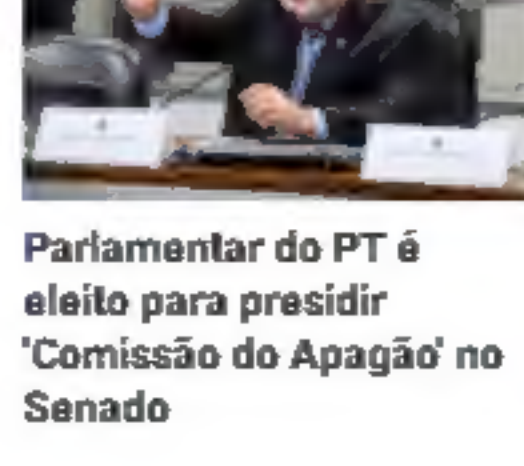 Parlamentar do PT é
eleito para presidir
'Comissão do Apagão' no
Senado